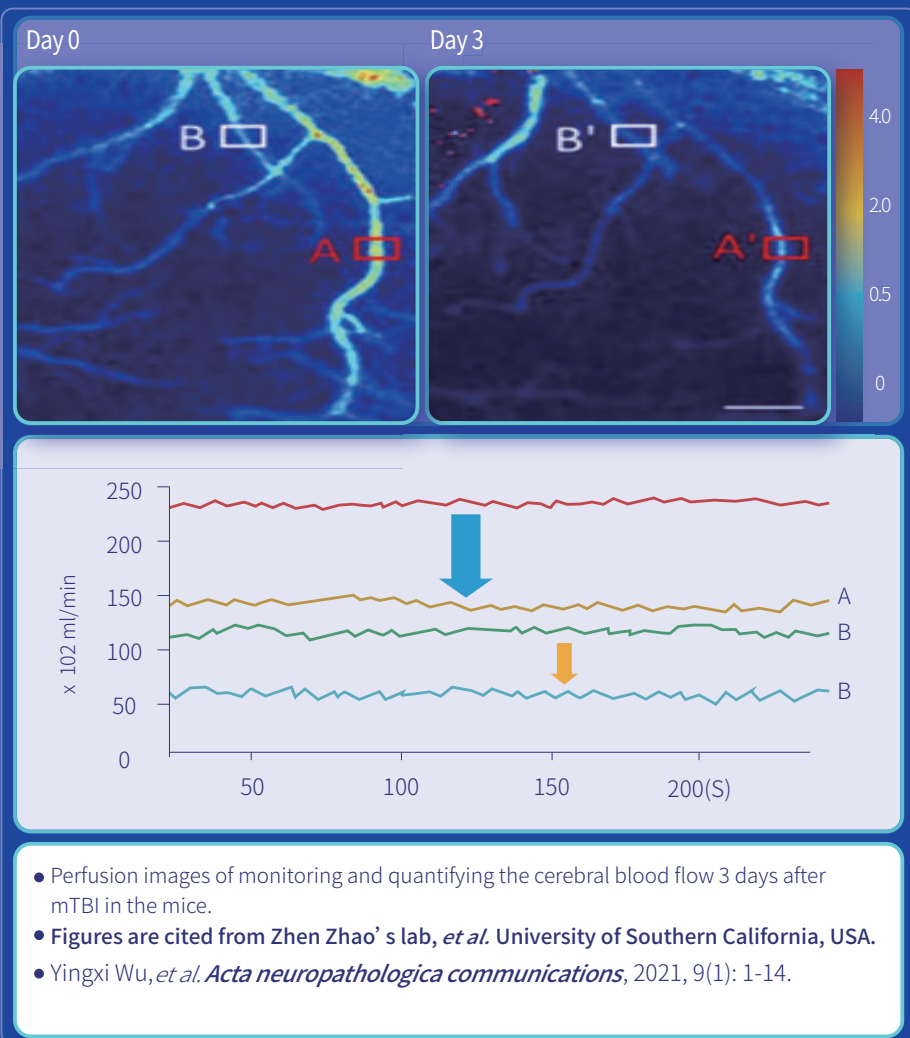 Day 0
Day 3
B
B'
A
A'
4.0
2.0
0.5
0
250
200
150
100
50
0
x 102 ml/min
A
B
B
50
100
150
200(S)
● Perfusion images of monitoring and quantifying the cerebral blood flow 3 days after
mTBI in the mice.
● Figures are cited from Zhen Zhao’ s lab, et al. University of Southern California, USA.
● Yingxi Wu,et al. Acta neuropathologica communications, 2021, 9(1): 1-14.